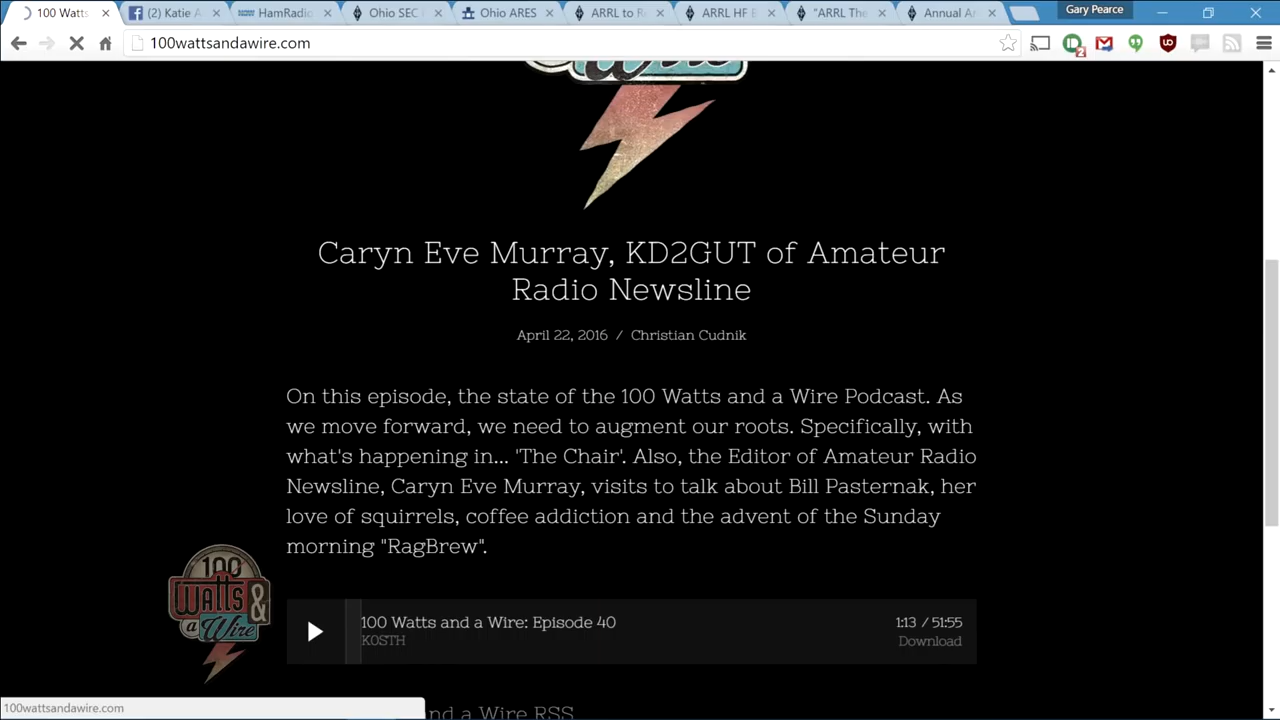 100 Watts
(2) Katie A
HamRadio
Ohio SEC
Ohio ARES
ARRL to R
ARRL HF B
"ARRL The
Annual A
Gary Pearce
100wattsandawire.com
2
Wire
Caryn Eve Murray, KD2GUT of Amateur
Radio Newsline
April 22, 2016 / Christian Cudnik
On this episode, the state of the 100 Watts and a Wire Podcast. As
we move forward, we need to augment our roots. Specifically, with
what's happening in... 'The Chair'. Also, the Editor of Amateur Radio
Newsline, Caryn Eve Murray, visits to talk about Bill Pasternak, her
love of squirrels, coffee addiction and the advent of the Sunday
morning "RagBrew".
100
Watts &
a Wire
100 Watts and a Wire: Episode 40
K0STH
1:13 / 51:55
Download
100wattsandawire.com
nd a Wire RSS